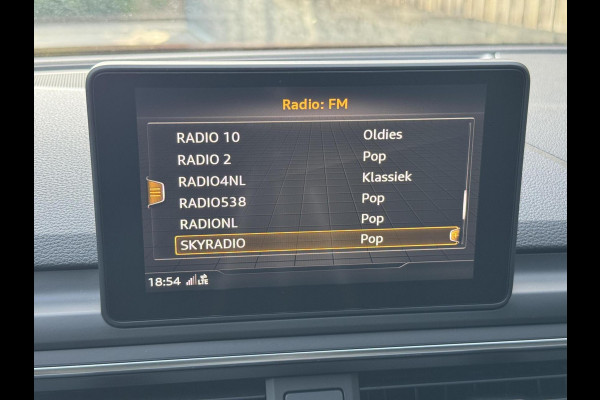 Radio: FM
RADIO 10 Oldies
RADIO 2 Pop
RADIO4NL Klassiek
RADIO538 Pop
RADIONL Pop
SKYRADIO Pop
18:54 LTE